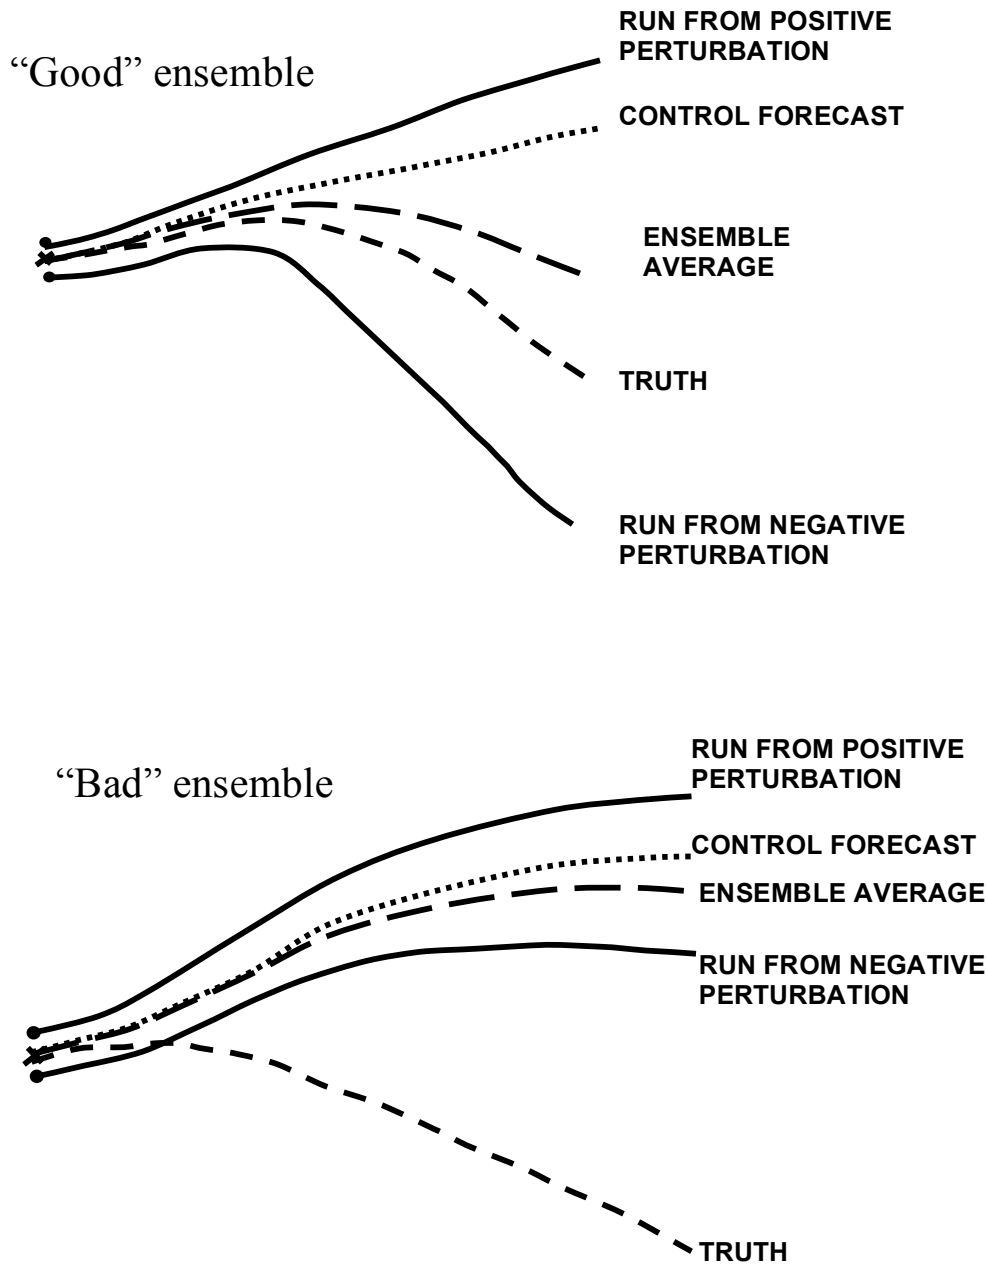 RUN FROM POSITIVE
PERTURBATION
“Good” ensemble
CONTROL FORECAST
ENSEMBLE
AVERAGE
TRUTH
RUN FROM NEGATIVE
PERTURBATION
RUN FROM POSITIVE
PERTURBATION
“Bad” ensemble
CONTROL FORECAST
ENSEMBLE AVERAGE
RUN FROM NEGATIVE
PERTURBATION
TRUTH